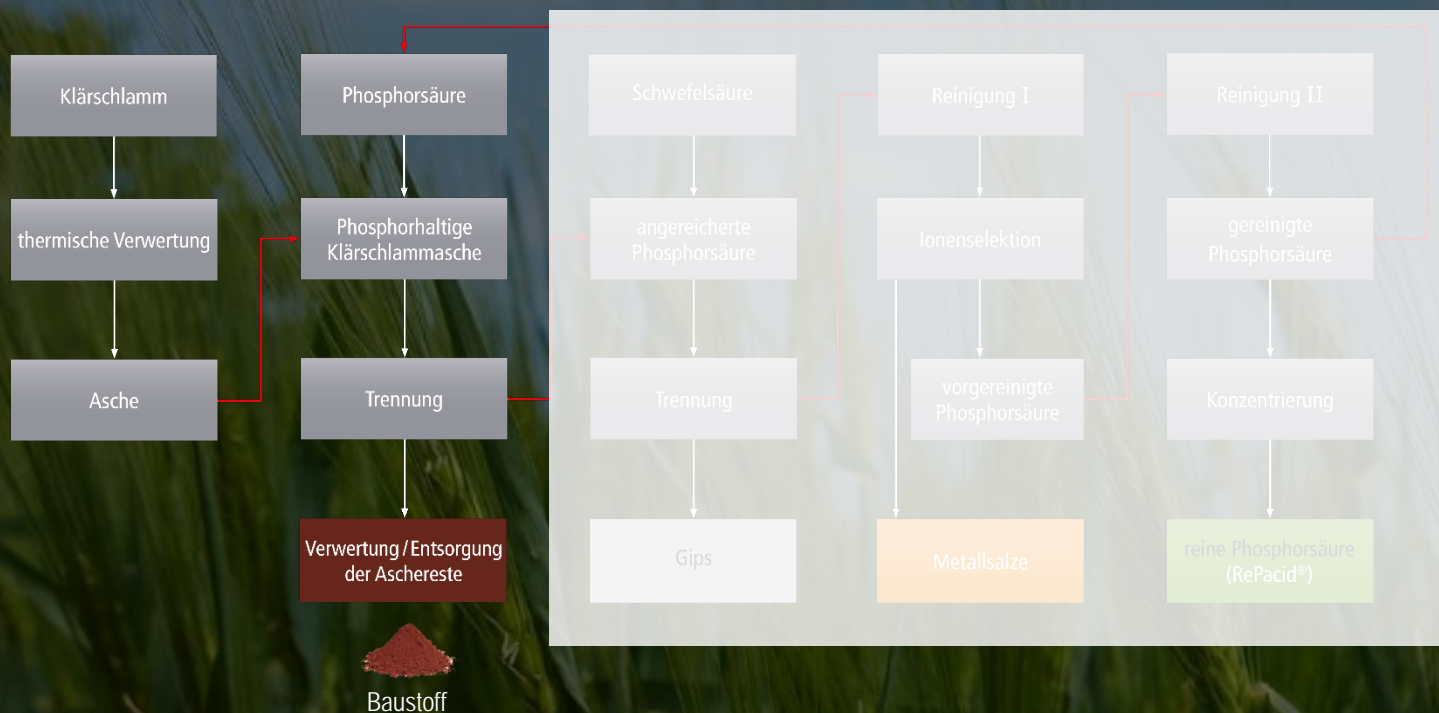 Klärschlamm
thermische Verwertung
Asche
Phosphorsäure
Phosphorhaltige
Klärschlammasche
Trennung
Verwertung / Entsorgung
der Aschereste
Baustoff
Schwefelsäure
angereicherte
Phosphorsäure
Trennung
Gips
Reinigung I
Ionenselektion
vorgereinigte
Phosphorsäure
Metallsalze
Reinigung II
gereinigte
Phosphorsäure
Konzentrierung
reine Phosphorsäure
(RePacid®)